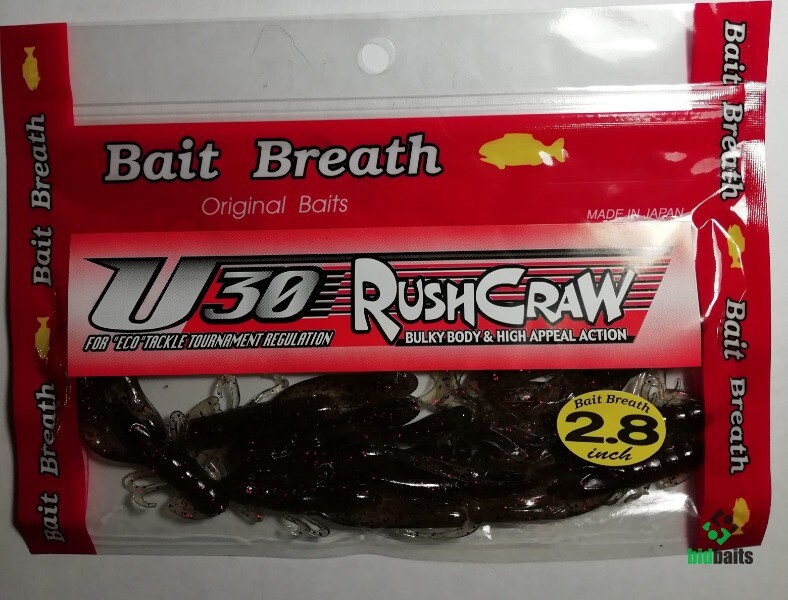 Bait Breath
Original Baits
MADE IN JAPAN
U30 RUSHCRAW
FOR "ECO" TACKLE TOURNAMENT REGULATION
BULKY BODY & HIGH APPEAL ACTION
Bait Breath
2.8
inch
Bait Breath
Bait Breath
Bait Breath
Bait Breath
bidbaits